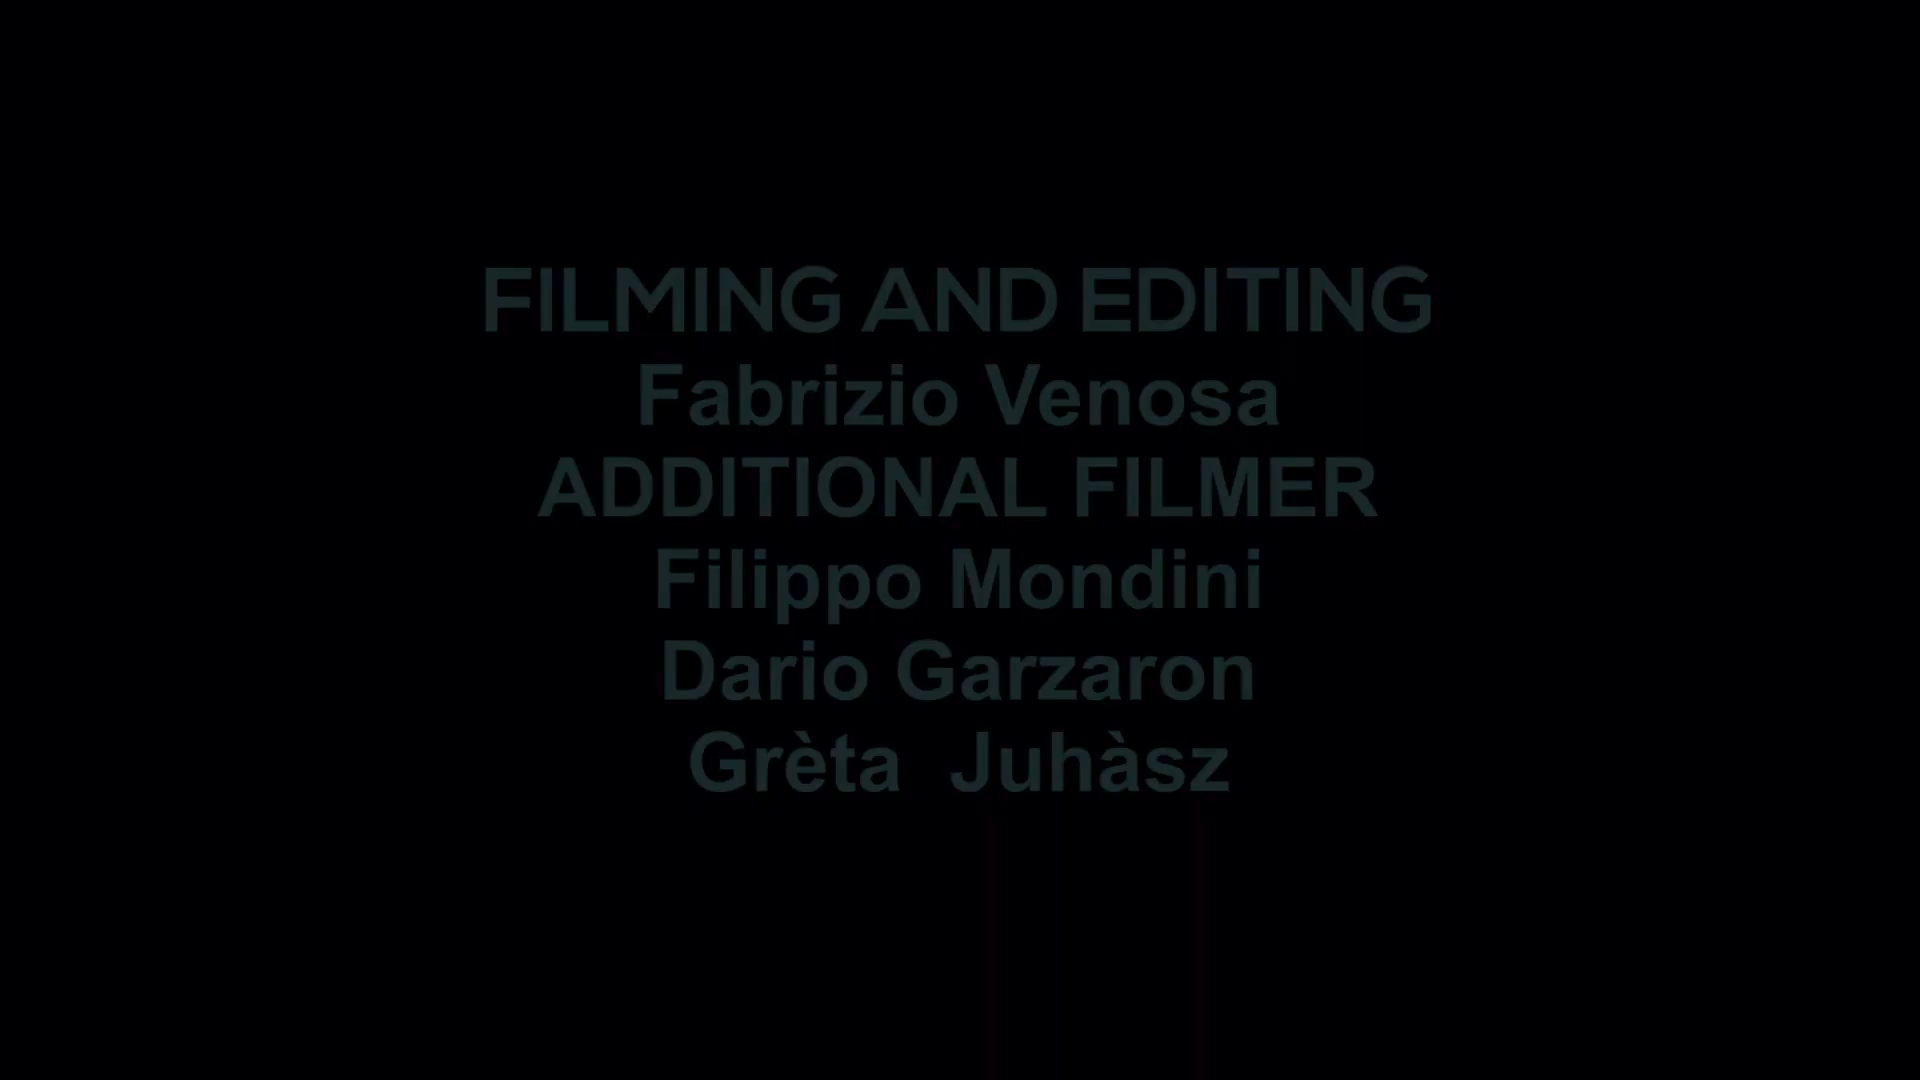 FILMING AND EDITING
Fabrizio Venosa
ADDITIONAL FILMER
Filippo Mondini
Dario Garzaron
Grèta  Juhàsz